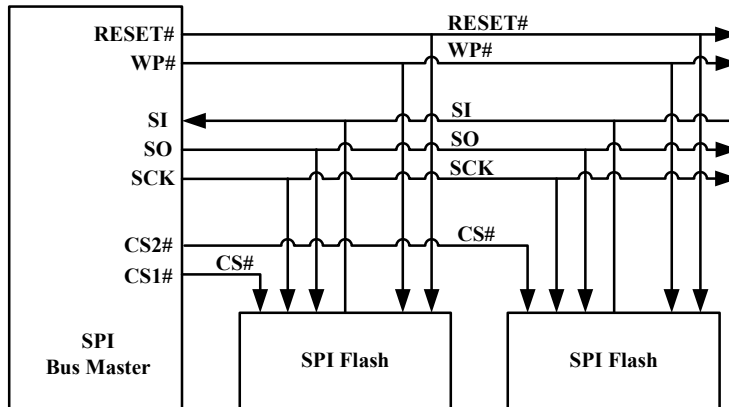 RESET#
RESET#
WP#
WP#
SI
SI
SO
SO
SCK
SCK
CS2#
CS#
CS1#
CS#
SPI
Bus Master
SPI Flash
SPI Flash